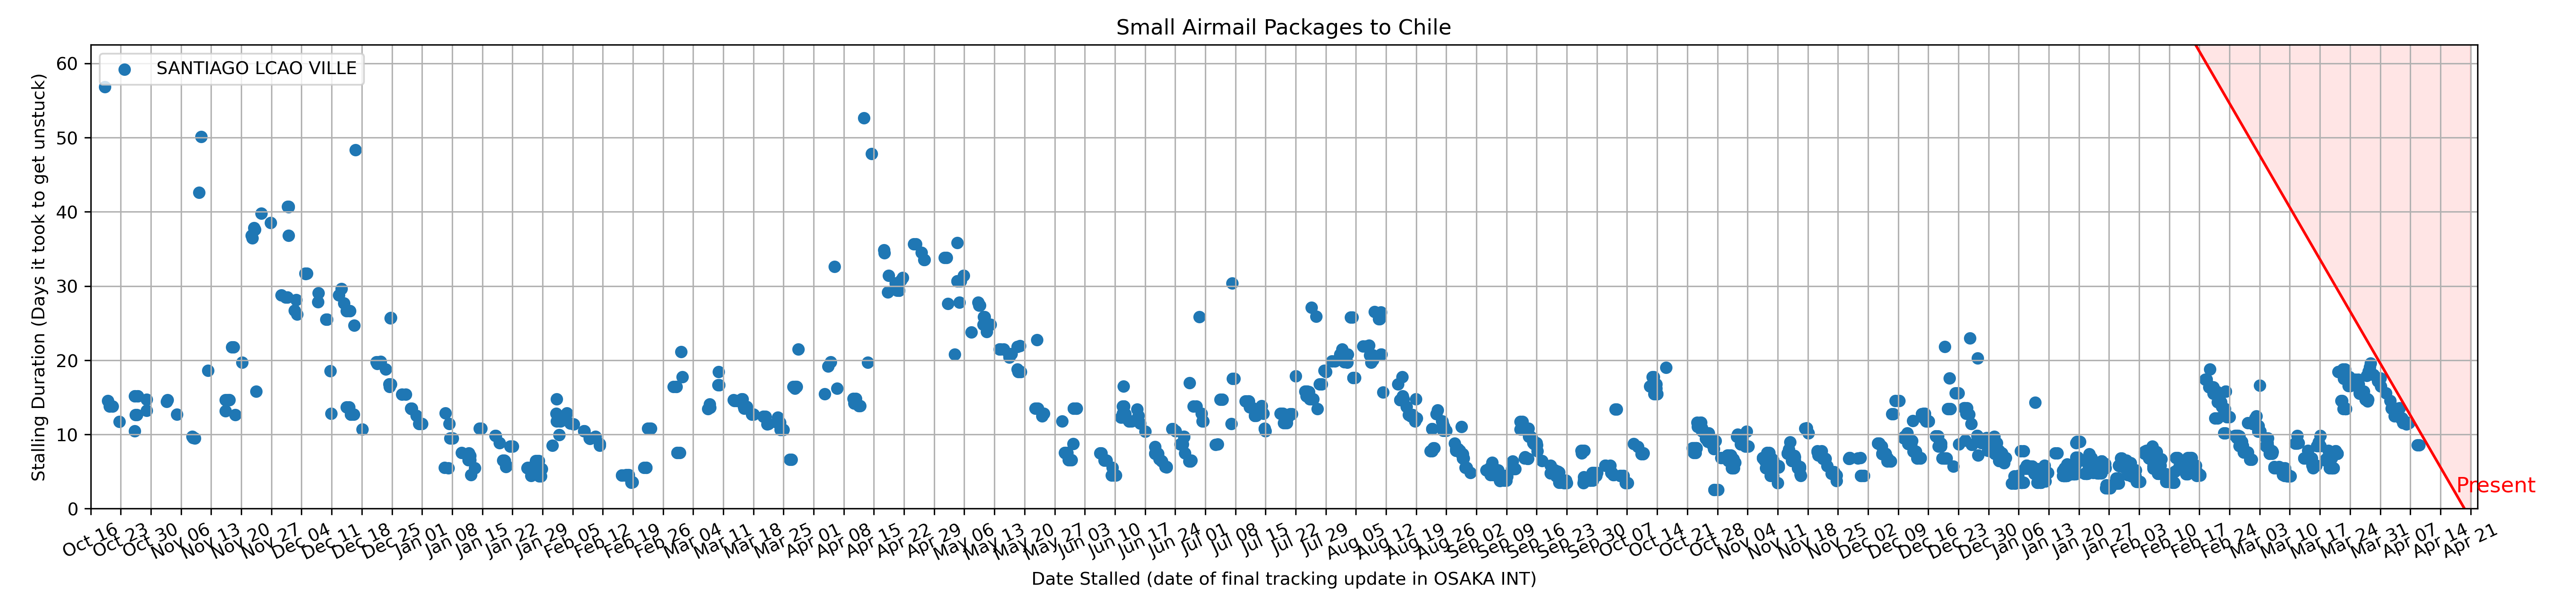 Small Airmail Packages to Chile
SANTIAGO LCAO VILLE
Stalling Duration (Days it took to get unstuck)
60
50
40
30
20
10
0
Present
Oct 16 Oct 23 Oct 30 Nov 06 Nov 13 Nov 20 Nov 27 Dec 04 Dec 11 Dec 18 Dec 25 Jan 01 Jan 08 Jan 15 Jan 22 Jan 29 Feb 05 Feb 12 Feb 19 Feb 26 Mar 04 Mar 11 Mar 18 Mar 25 Apr 01 Apr 08 Apr 15 Apr 22 Apr 29 May 06 May 13 May 20 May 27 Jun 03 Jun 10 Jun 17 Jun 24 Jul 01 Jul 08 Jul 15 Jul 22 Jul 29 Aug 05 Aug 12 Aug 19 Aug 26 Sep 02 Sep 09 Sep 16 Sep 23 Sep 30 Oct 07 Oct 14 Oct 21 Oct 28 Nov 04 Nov 11 Nov 18 Nov 25 Dec 02 Dec 09 Dec 16 Dec 23 Dec 30 Jan 06 Jan 13 Jan 20 Jan 27 Feb 03 Feb 10 Feb 17 Feb 24 Mar 03 Mar 10 Mar 17 Mar 24 Mar 31 Apr 07 Apr 14 Apr 21
Date Stalled (date of final tracking update in OSAKA INT)